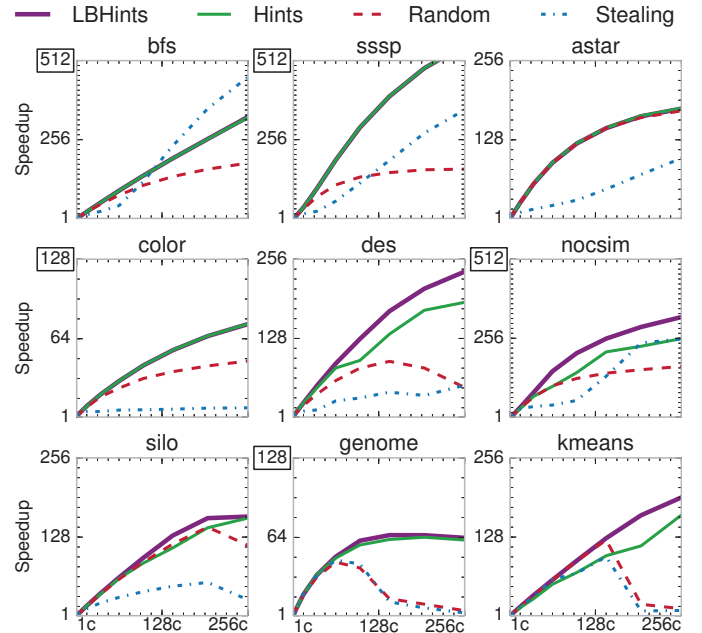 LBHints Hints Random Stealing
bfs sssp astar
512 512 256
256 256 128
Speedup
1 1 1
color des nocsim
128 256 512
64 128 256
Speedup
1 1 1
silo genome kmeans
256 128 256
128 64 128
Speedup
1 1 1
1c 128c 256c 1c 128c 256c 1c 128c 256c